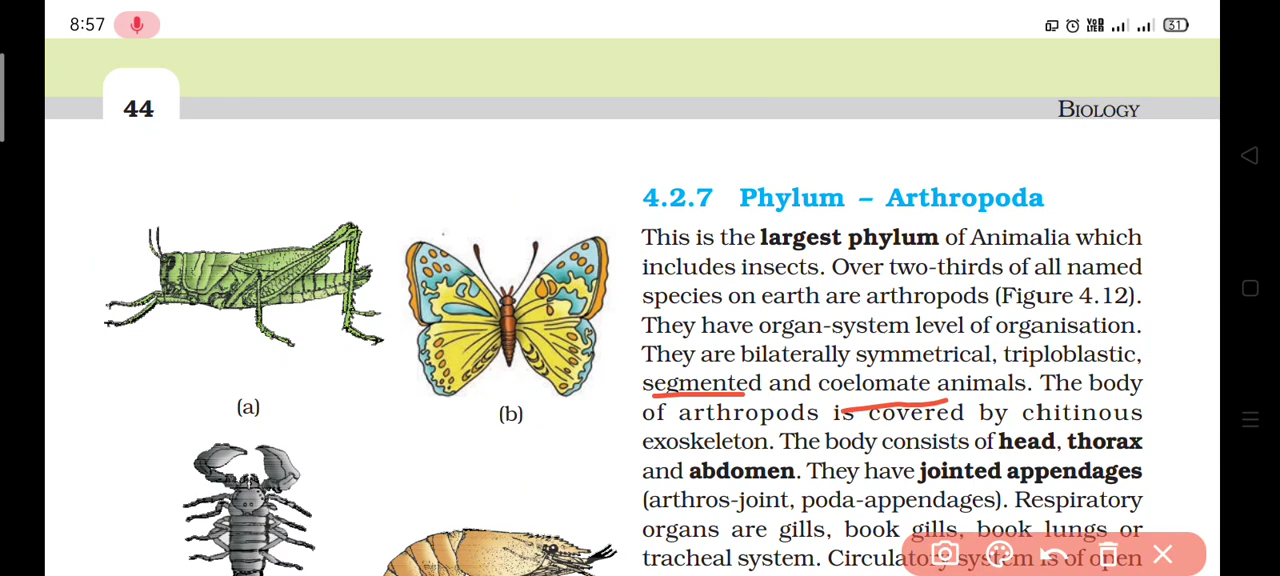 8:57
VoD LTE 31
44
BIOLOGY
4.2.7 Phylum – Arthropoda
This is the largest phylum of Animalia which
includes insects. Over two-thirds of all named
species on earth are arthropods (Figure 4.12).
They have organ-system level of organisation.
They are bilaterally symmetrical, triploblastic,
segmented and coelomate animals. The body
of arthropods is covered by chitinous
exoskeleton. The body consists of head, thorax
and abdomen. They have jointed appendages
(arthros-joint, poda-appendages). Respiratory
organs are gills, book gills, book lungs or
tracheal system. Circulatory system is of open
(a)
(b)